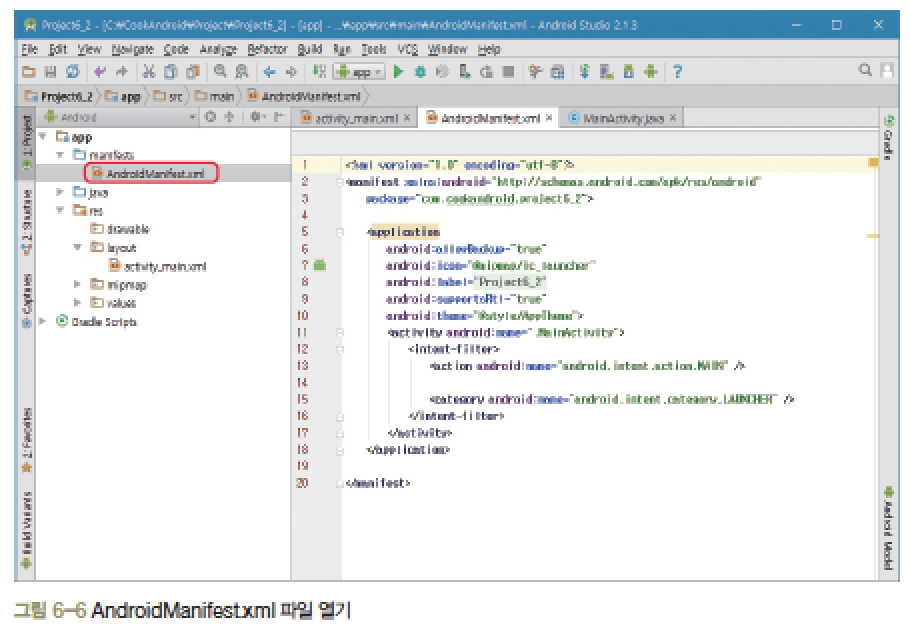 Project6_2 - [C:\CookAndroid\Project\Project6_2] - [app] - ...\app\src\main\AndroidManifest.xml - Android Studio 2.1.3
File Edit View Navigate Code Analyze Refactor Build Run Tools VCS Window Help
app
Project6_2 app src main AndroidManifest.xml
Android
activity_main.xml × AndroidManifest.xml × MainActivity.java ×
1: Project
2: Structure
Captures
2: Favorites
Build Variants
app
manifests
AndroidManifest.xml
java
res
drawable
layout
activity_main.xml
mipmap
values
Gradle Scripts
1 <?xml version="1.0" encoding="utf-8"?>
2 <manifest xmlns:android="http://schemas.android.com/apk/res/android"
3 package="com.cookandroid.project6_2">
4
5 <application
6 android:allowBackup="true"
7 android:icon="@mipmap/ic_launcher"
8 android:label="Project6_2"
9 android:supportsRtl="true"
10 android:theme="@style/AppTheme">
11 <activity android:name=".MainActivity">
12 <intent-filter>
13 <action android:name="android.intent.action.MAIN" />
14
15 <category android:name="android.intent.category.LAUNCHER" />
16 </intent-filter>
17 </activity>
18 </application>
19
20 </manifest>
Gradle
Android Model
그림 6-6 AndroidManifest.xml 파일 열기